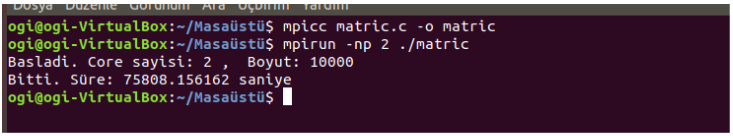 Dosya Düzenle Görünüm Ara Uçbirim Yardım
ogi@ogi-VirtualBox:~/Masaüstü$ mpicc matric.c -o matric
ogi@ogi-VirtualBox:~/Masaüstü$ mpirun -np 2 ./matric
Basladi. Core sayisi: 2 ,  Boyut: 10000
Bitti. Süre: 75808.156162 saniye
ogi@ogi-VirtualBox:~/Masaüstü$